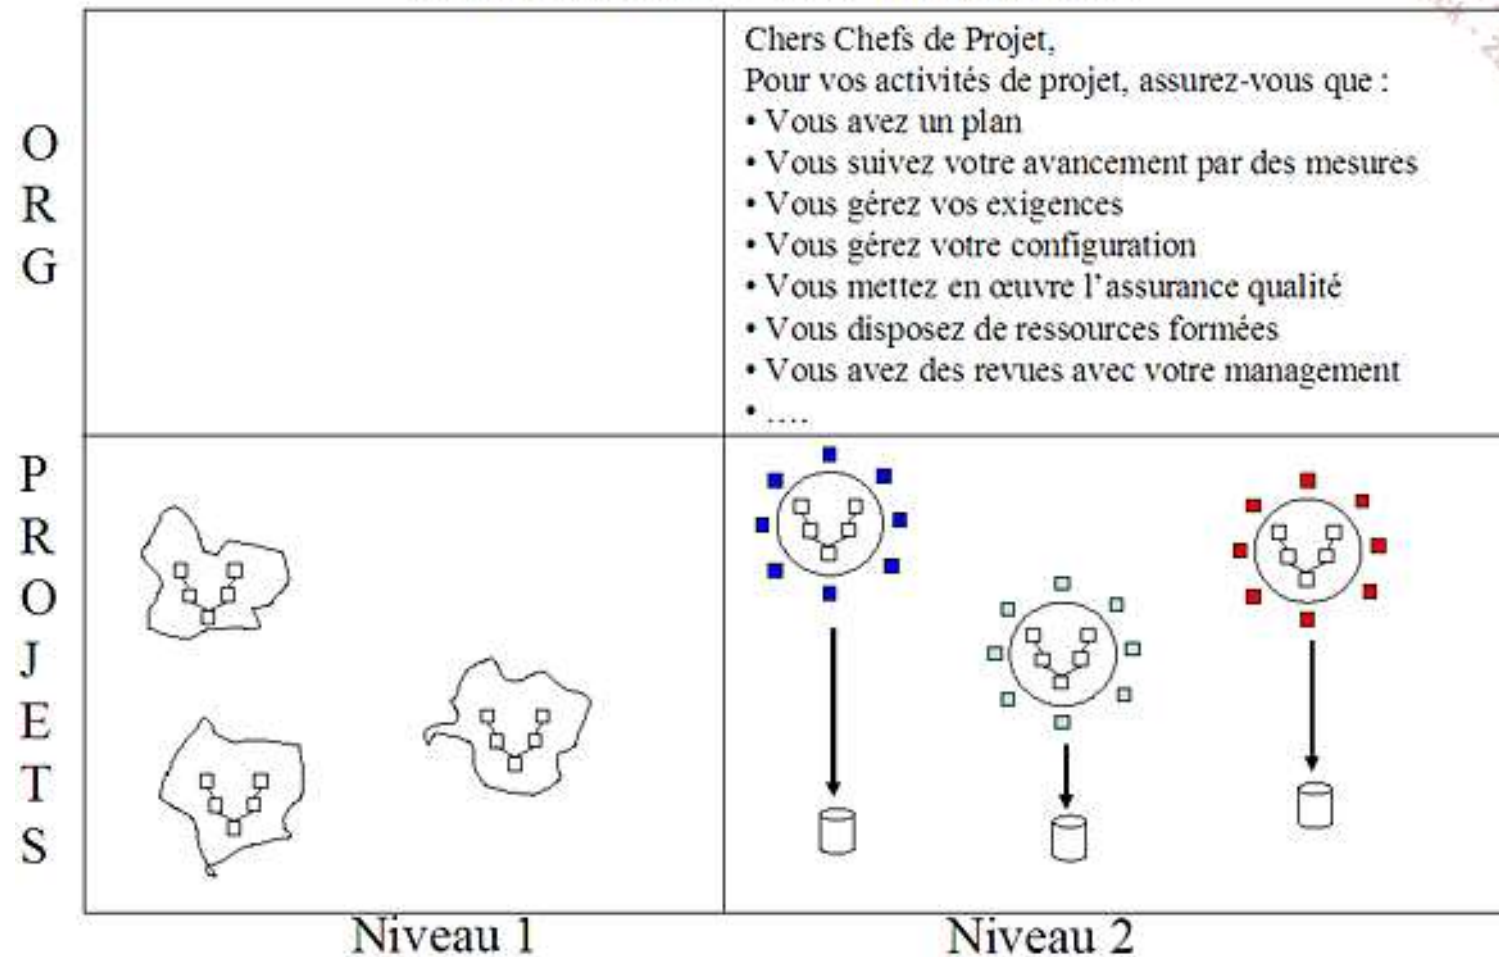 ORG
Chers Chefs de Projet,
Pour vos activités de projet, assurez-vous que :
• Vous avez un plan
• Vous suivez votre avancement par des mesures
• Vous gérez vos exigences
• Vous gérez votre configuration
• Vous mettez en œuvre l'assurance qualité
• Vous disposez de ressources formées
• Vous avez des revues avec votre management
• ....
PROJETS
Niveau 1
Niveau 2